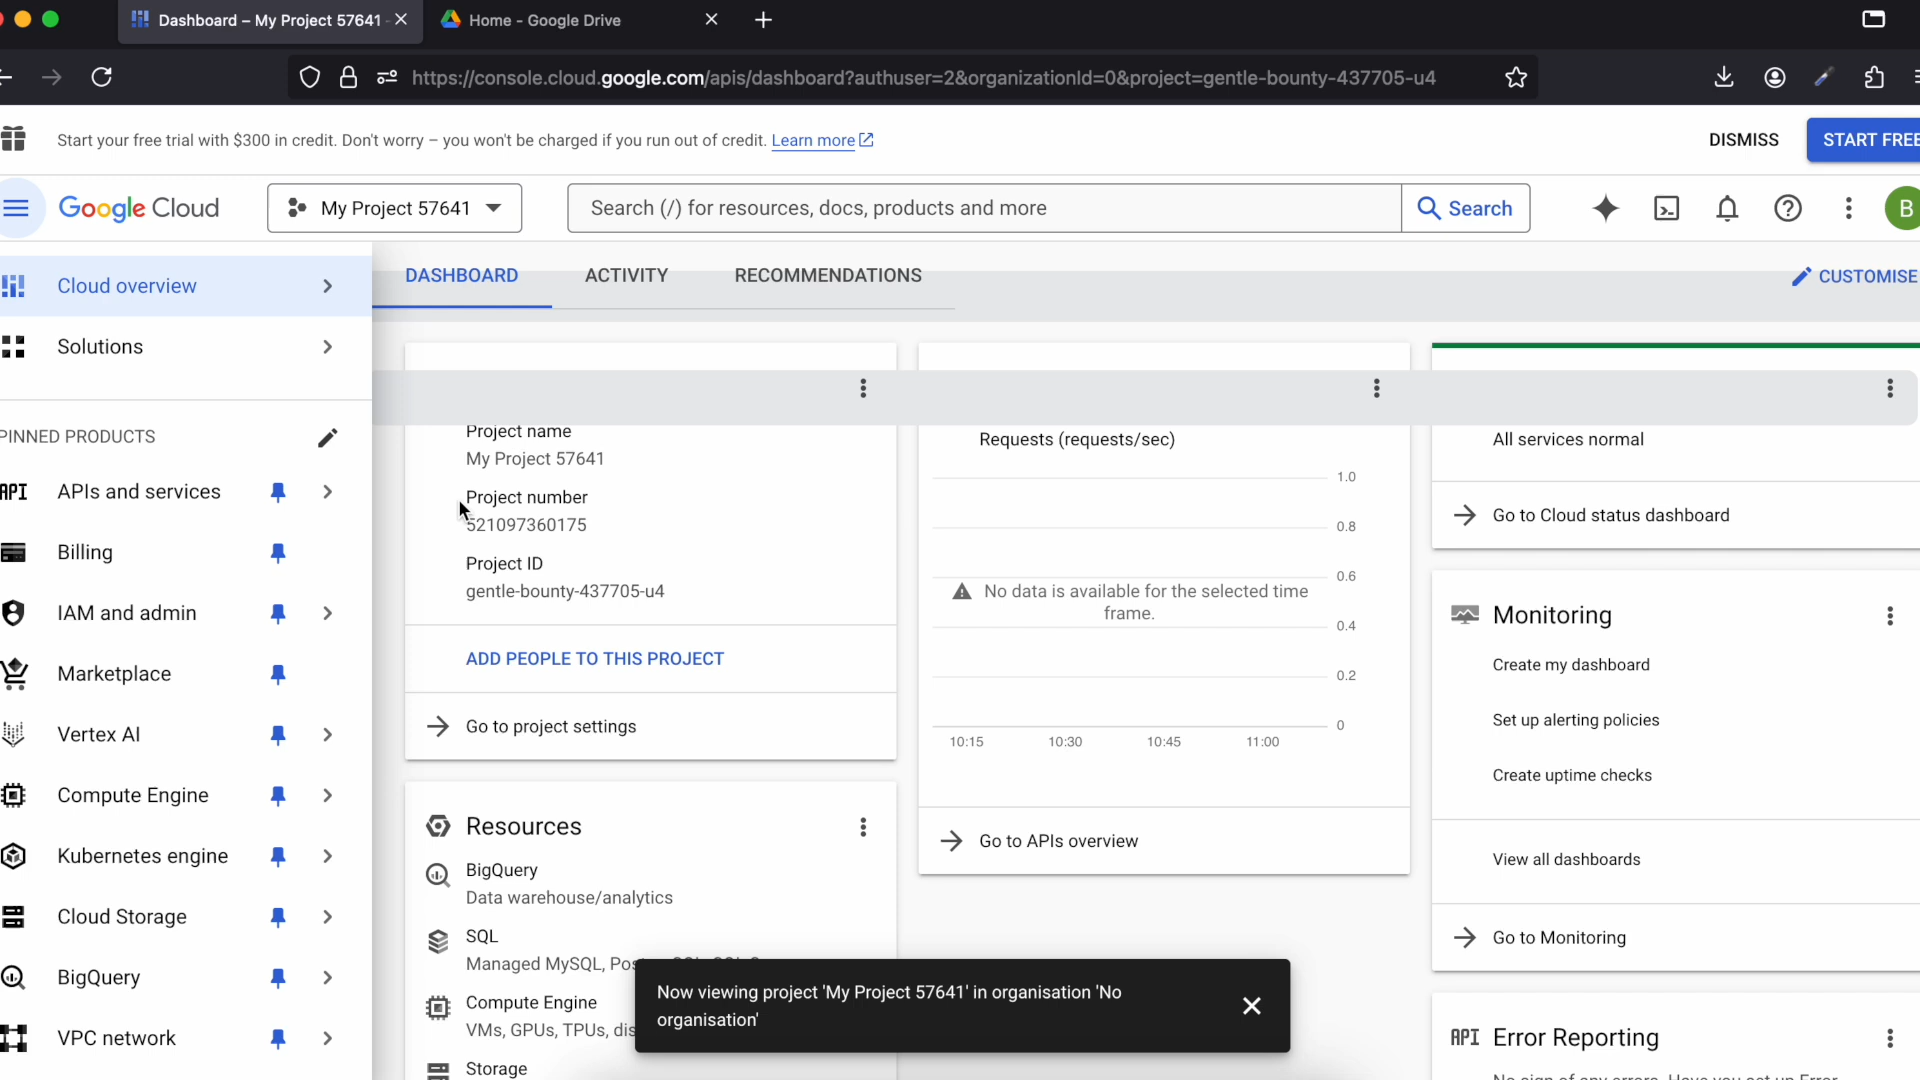 Dashboard – My Project 57641
Home - Google Drive
https://console.cloud.google.com/apis/dashboard?authuser=2&organizationId=0&project=gentle-bounty-437705-u4
Start your free trial with $300 in credit. Don't worry – you won't be charged if you run out of credit. Learn more
DISMISS
START FREE
Google Cloud
My Project 57641
Search (/) for resources, docs, products and more
Search
B
Cloud overview
Solutions
PINNED PRODUCTS
API APIs and services
Billing
IAM and admin
Marketplace
Vertex AI
Compute Engine
Kubernetes engine
Cloud Storage
BigQuery
VPC network
DASHBOARD
ACTIVITY
RECOMMENDATIONS
CUSTOMISE
Project name
My Project 57641
Project number
521097360175
Project ID
gentle-bounty-437705-u4
ADD PEOPLE TO THIS PROJECT
Go to project settings
Resources
BigQuery
Data warehouse/analytics
SQL
Managed MySQL,
Compute Engine
VMs, GPUs, TPUs,
Storage
Requests (requests/sec)
1.0
0.8
0.6
No data is available for the selected time
frame.
0.4
0.2
0
10:15
10:30
10:45
11:00
Go to APIs overview
All services normal
Go to Cloud status dashboard
Monitoring
Create my dashboard
Set up alerting policies
Create uptime checks
View all dashboards
Go to Monitoring
API Error Reporting
Now viewing project 'My Project 57641' in organisation 'No
organisation'